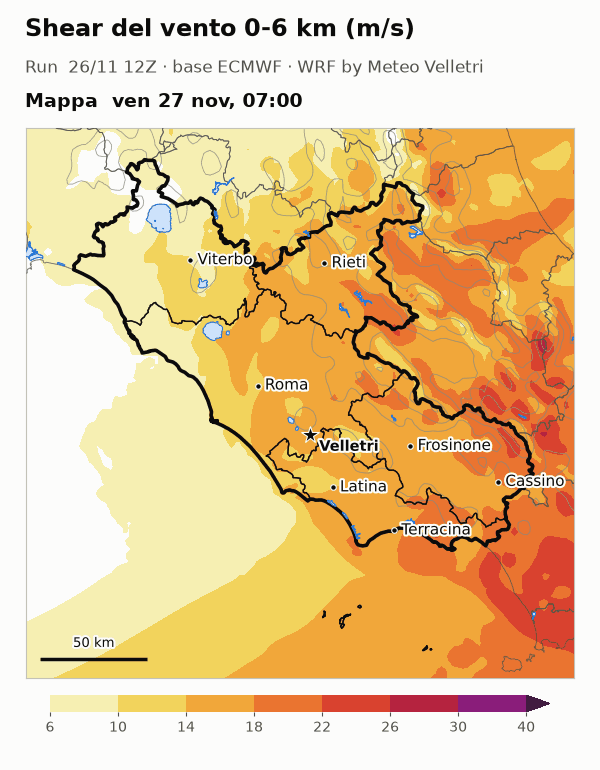 Shear del vento 0-6 km (m/s)
Run  26/11 12Z · base ECMWF · WRF by Meteo Velletri
Mappa  ven 27 nov, 07:00
Viterbo
Rieti
Roma
Velletri
Frosinone
Latina
Cassino
Terracina
50 km
6 10 14 18 22 26 30 40